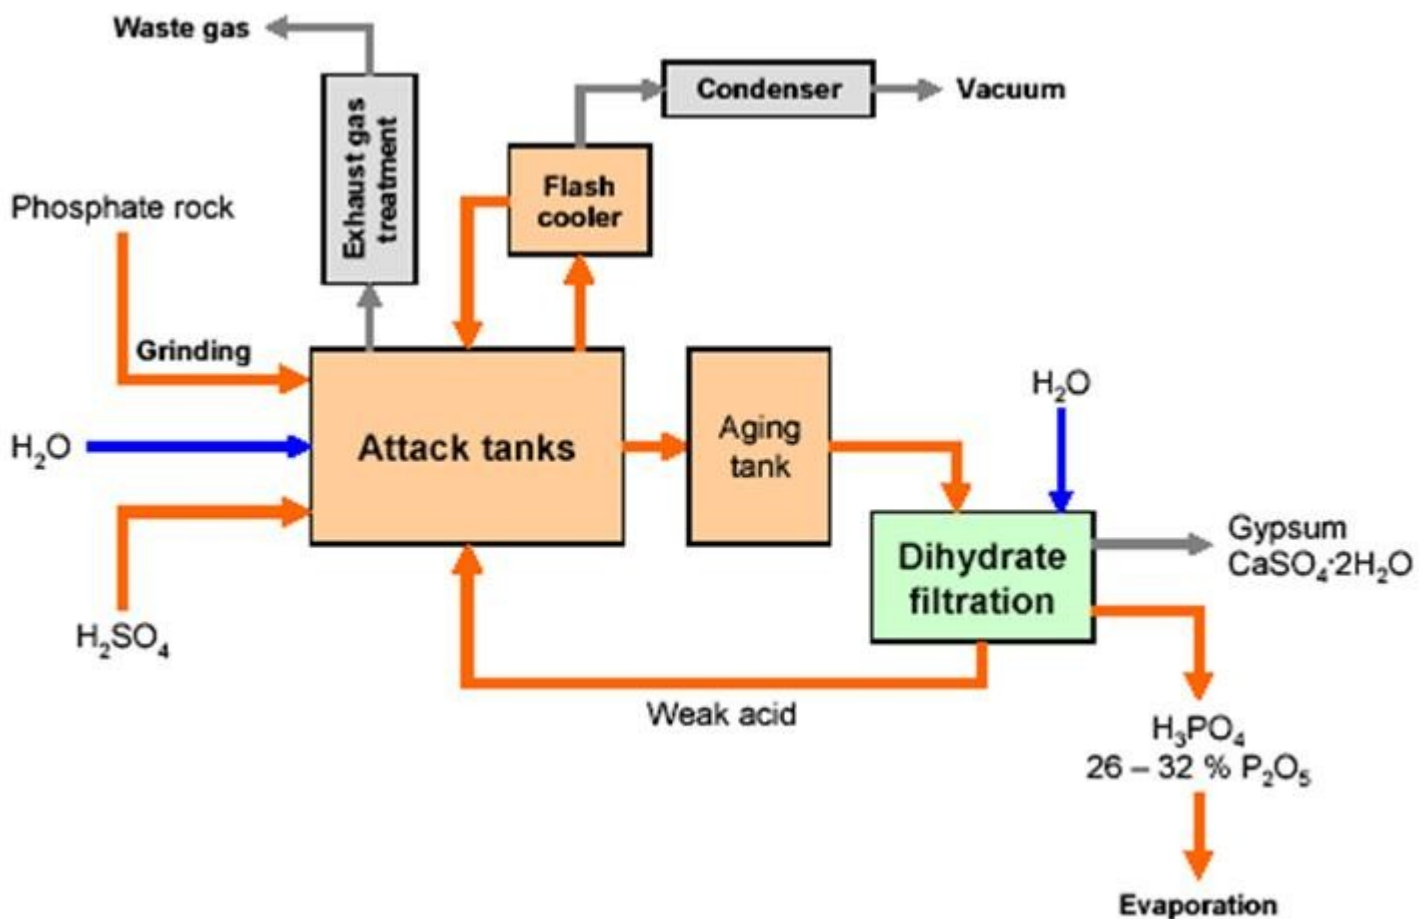 Waste gas
Exhaust gas
treatment
Condenser
Vacuum
Flash
cooler
Phosphate rock
Grinding
H₂O
Attack tanks
Aging
tank
H₂O
Dihydrate
filtration
Gypsum
CaSO₄·2H₂O
H₂SO₄
Weak acid
H₃PO₄
26 – 32 % P₂O₅
Evaporation